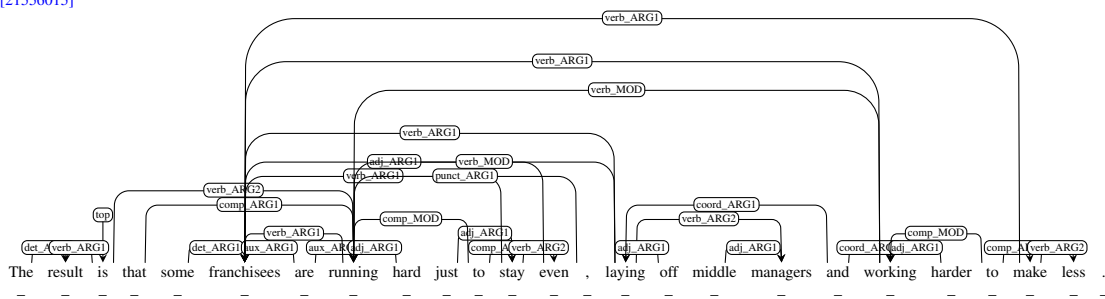 [21556015]
verb_ARG1
verb_ARG1
verb_MOD
verb_ARG1
adj_ARG1 verb_MOD
verb_ARG1 punct_ARG1
verb_ARG2
comp_ARG1 coord_ARG1
top comp_MOD verb_ARG2
verb_ARG1 adj_ARG1 comp_MOD
verb_ARG1 det_ARG1 aux_ARG1 adj_ARG1 verb_ARG2 adj_ARG1 adj_ARG1 adj_ARG1 verb_ARG2
The result is that some franchisees are running hard just to stay even , laying off middle managers and working harder to make less .